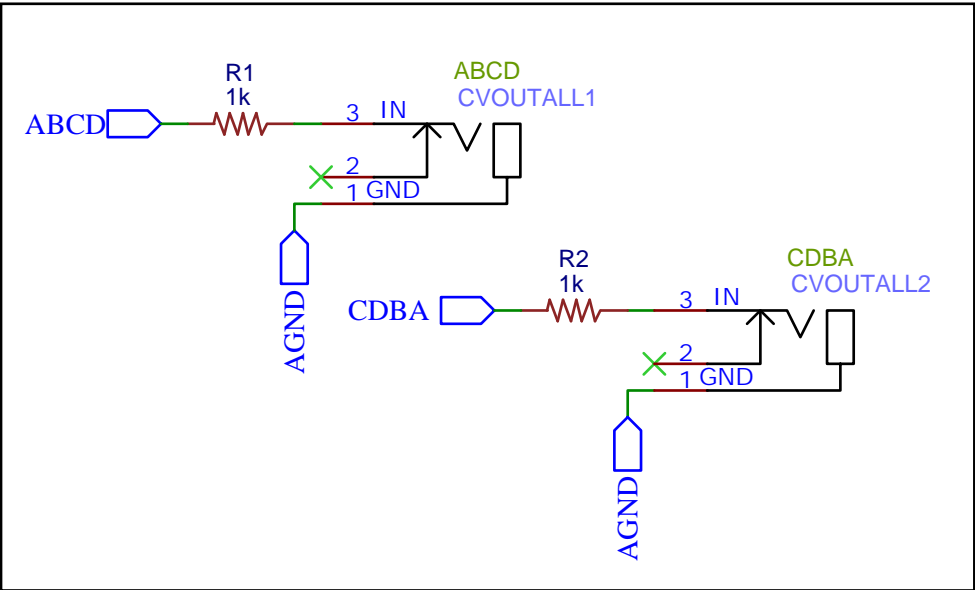 R1
1k
ABCD
CVOUTALL1
ABCD
3 IN
2
1 GND
AGND
R2
1k
CDBA
CVOUTALL2
CDBA
3 IN
2
1 GND
AGND